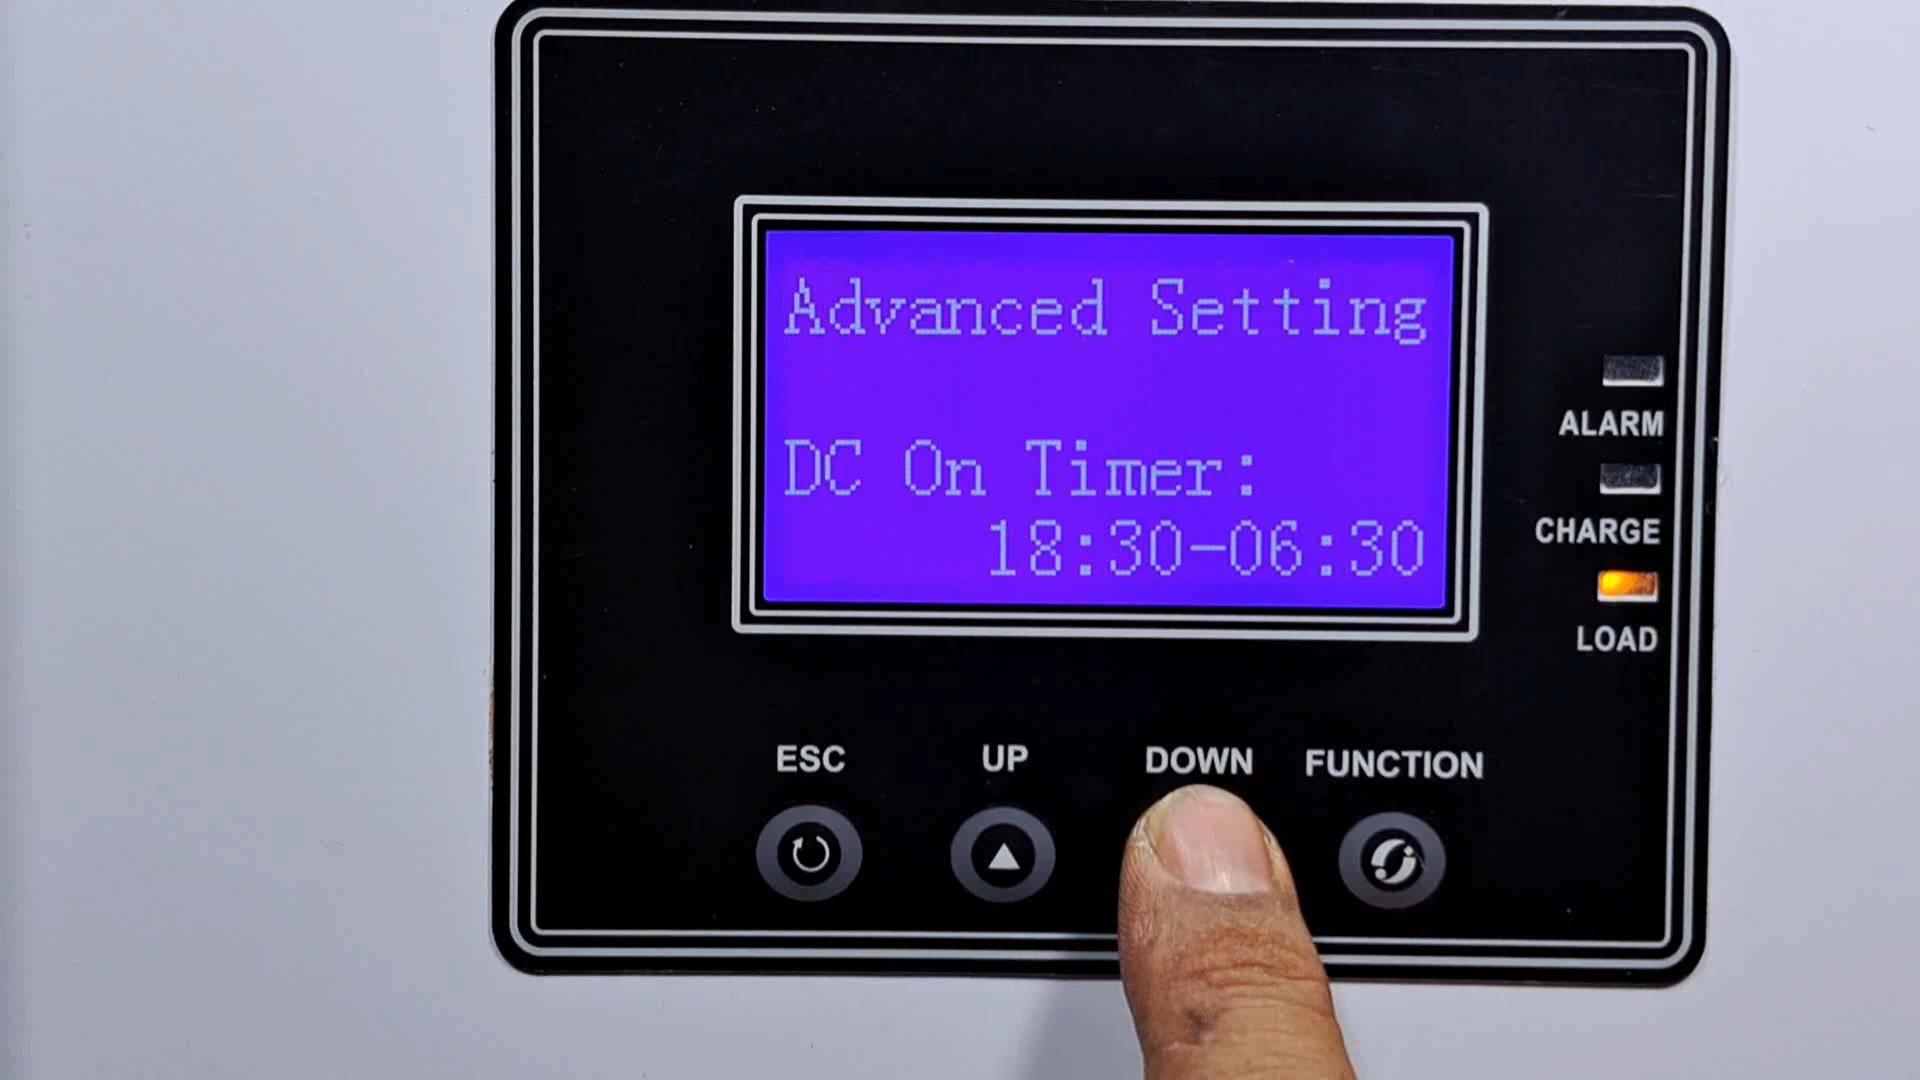 Advanced Setting
DC On Timer:
18:30-06:30
ALARM
CHARGE
LOAD
ESC
UP
DOWN
FUNCTION